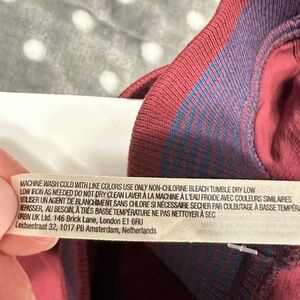 MACHINE WASH COLD WITH LIKE COLORS USE ONLY NON-CHLORINE BLEACH TUMBLE DRY LOW
LOW IRON AS NEEDED DO NOT DRY CLEAN LAVER À LA MACHINE À L'EAU FROIDE AVEC COULEURS SIMILAIRES
UTILISER UN AGENT DE BLANCHIMENT SANS CHLORE SI NÉCESSAIRE SÉCHER PAR CULBUTAGE À BASSE TEMPÉRATURE
REPASSER, AU BESOIN, À TRÈS BASSE TEMPÉRATURE NE PAS NETTOYER À SEC
URBN UK Ltd. 146 Brick Lane, London E1 6RU
Leidsestraat 32, 1017 PB Amsterdam, Netherlands